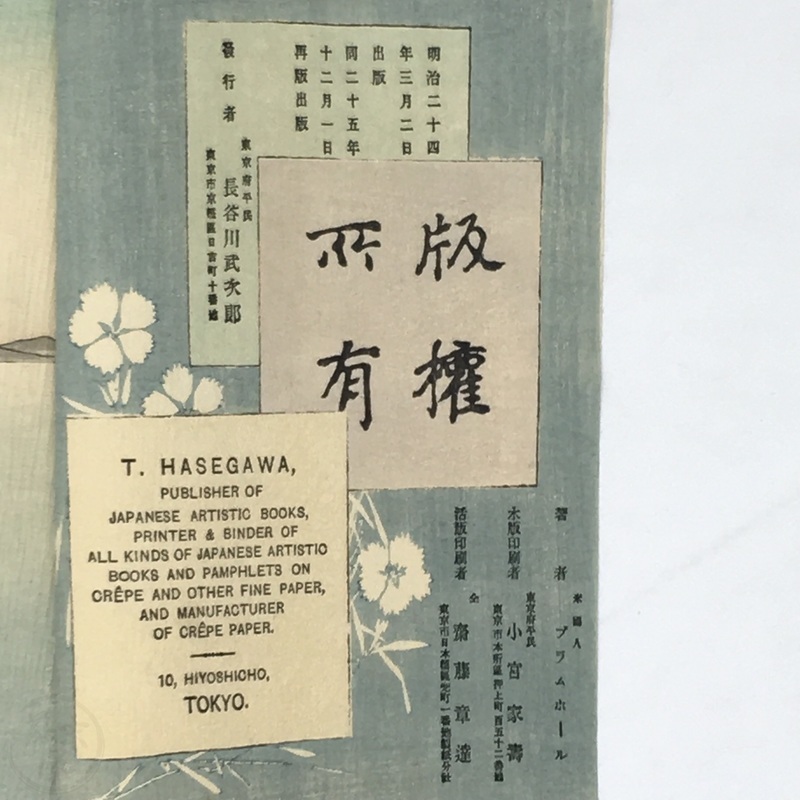 明治二十四
年三月二日
出版
同二十五年
十二月一日
再版出版
發行者
東京府平民
長谷川武次郎
東京市京橋區日吉町十番地
版權
所有
T. HASEGAWA,
PUBLISHER OF
JAPANESE ARTISTIC BOOKS,
PRINTER & BINDER OF
ALL KINDS OF JAPANESE ARTISTIC
BOOKS AND PAMPHLETS ON
CRÊPE AND OTHER FINE PAPER,
AND MANUFACTURER
OF CRÊPE PAPER.
10, HIYOSHICHO,
TOKYO.
著者
米國人
ブラムホール
木版印刷者
東京府平民
小宮家壽
東京市本所區押上町百五十二番地
活版印刷者
仝
齋藤章達
東京市日本橋區兜町一番地製紙分社